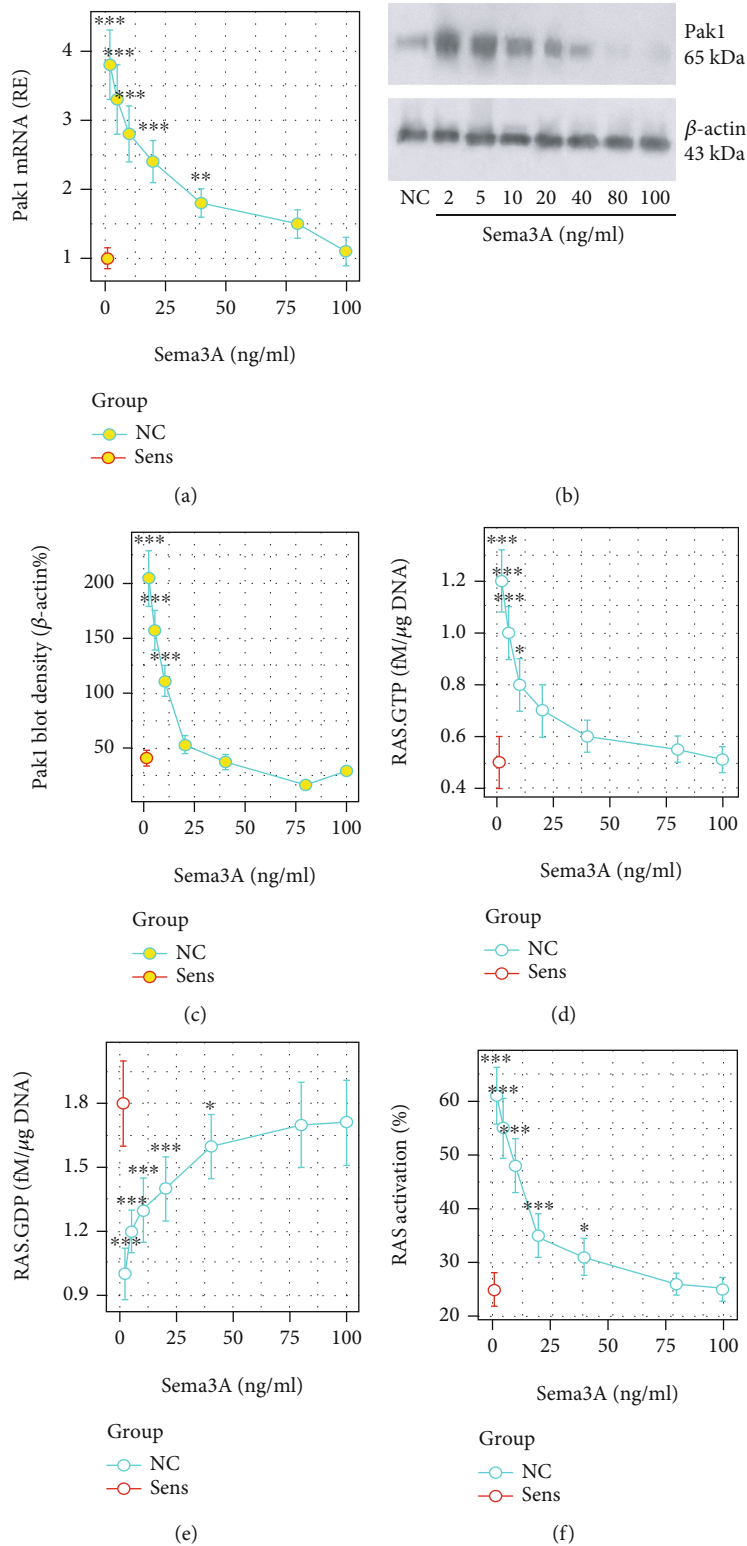 ***
***
***
***
**
4
3
2
1
Pak1 mRNA (RE)
0 25 50 75 100
Sema3A (ng/ml)
Group
NC
Sens
(a)
Pak1
65 kDa
β-actin
43 kDa
NC 2 5 10 20 40 80 100
Sema3A (ng/ml)
(b)
***
***
***
200
150
100
50
Pak1 blot density (β-actin%)
0 25 50 75 100
Sema3A (ng/ml)
Group
NC
Sens
(c)
***
***
***
*
1.2
1.0
0.8
0.6
0.4
RAS.GTP (fM/μg DNA)
0 25 50 75 100
Sema3A (ng/ml)
Group
NC
Sens
(d)
*
***
***
***
***
1.8
1.5
1.2
0.9
RAS.GDP (fM/μg DNA)
0 25 50 75 100
Sema3A (ng/ml)
Group
NC
Sens
(e)
***
***
***
***
*
60
50
40
30
20
RAS activation (%)
0 25 50 75 100
Sema3A (ng/ml)
Group
NC
Sens
(f)